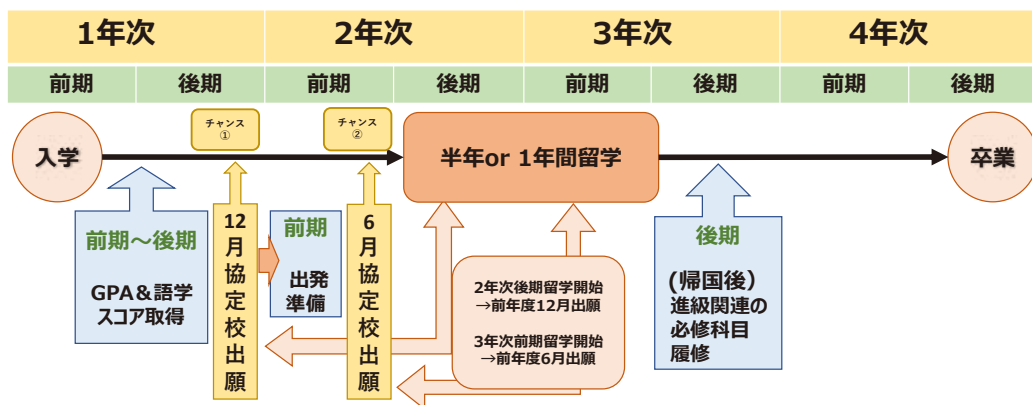 1年次
2年次
3年次
4年次
前期
後期
前期
後期
前期
後期
前期
後期
入学
チャンス
①
チャンス
②
半年or 1年間留学
卒業
前期～後期
GPA&語学
スコア取得
12月協定校出願
前期
出発
準備
6月協定校出願
2年次後期留学開始
→前年度12月出願
3年次前期留学開始
→前年度6月出願
後期
(帰国後）
進級関連の
必修科目
履修